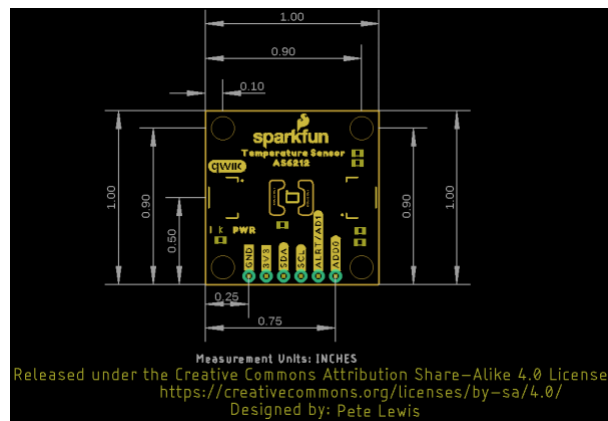 1.00
0.90
0.10
sparkfun
Temperature Sensor
AS6212
qwiic
1.00
0.90
0.50
0.90
1.00
PWR
GND
3V3
SDA
SCL
ALRT/AD1
ADD0
0.25
0.75
Measurement Units: INCHES
Released under the Creative Commons Attribution Share-Alike 4.0 License
https://creativecommons.org/licenses/by-sa/4.0/
Designed by: Pete Lewis